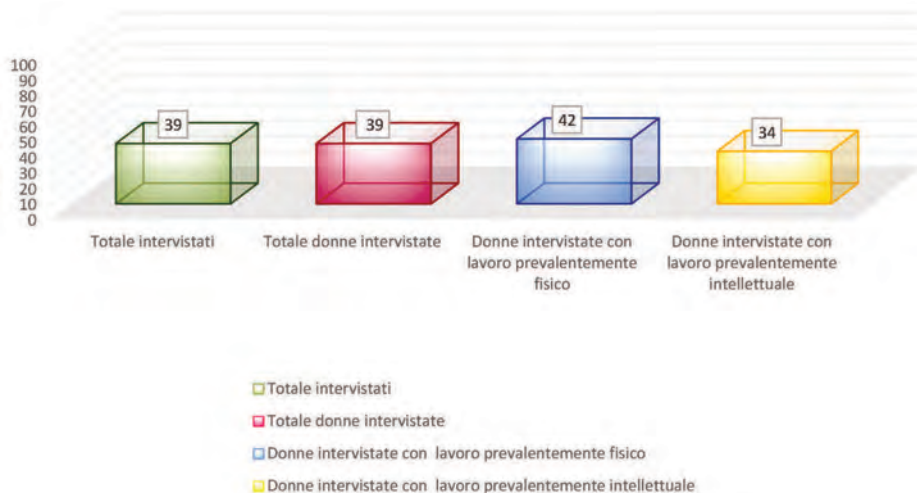 100
90
80
70
60
50
40
30
20
10
0
39
39
42
34
Totale intervistati
Totale donne intervistate
Donne intervistate con
lavoro prevalentemente
fisico
Donne intervistate con
lavoro prevalentemente
intellettuale
Totale intervistati
Totale donne intervistate
Donne intervistate con lavoro prevalentemente fisico
Donne intervistate con lavoro prevalentemente intellettuale